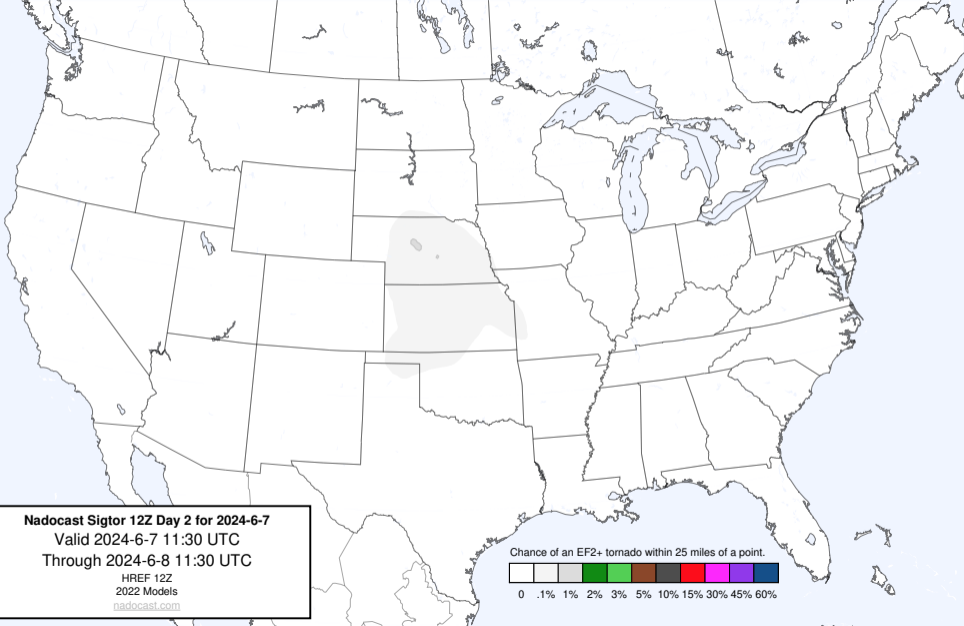 Nadocast Sigtor 12Z Day 2 for 2024-6-7
Valid 2024-6-7 11:30 UTC
Through 2024-6-8 11:30 UTC
HREF 12Z
2022 Models
nadocast.com
Chance of an EF2+ tornado within 25 miles of a point.
0 .1% 1% 2% 3% 5% 10% 15% 30% 45% 60%